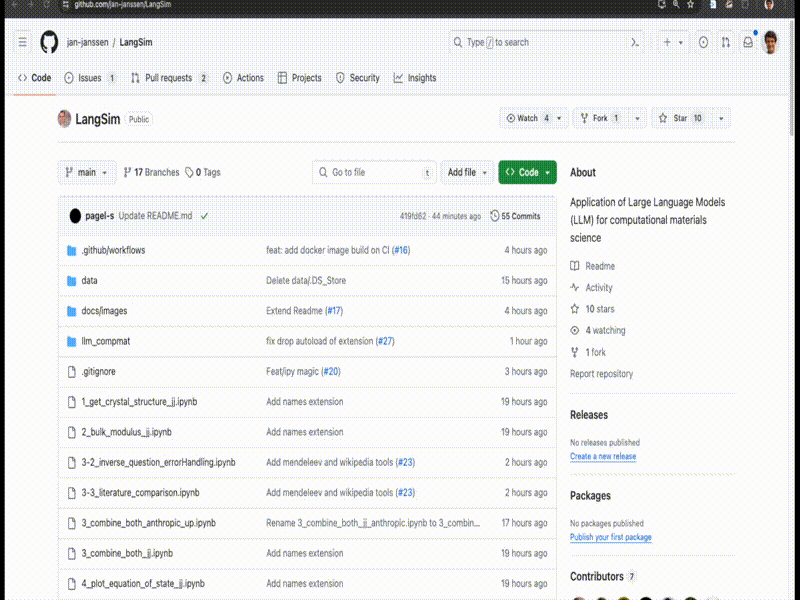 github.com/jan-janssen/LangSim
jan-janssen / LangSim
Type / to search
Code
Issues 1
Pull requests 2
Actions
Projects
Security
Insights
LangSim Public
Watch 4
Fork 1
Star 10
main
17 Branches
0 Tags
Go to file t
Add file
Code
pagel-s Update README.md
419fd62 · 44 minutes ago
55 Commits
.github/workflows feat: add docker image build on CI (#16) 4 hours ago
data Delete data/.DS_Store 15 hours ago
docs/images Extend Readme (#17) 4 hours ago
llm_compmat fix drop autoload of extension (#27) 1 hour ago
.gitignore Feat/ipy magic (#20) 3 hours ago
1_get_crystal_structure_jj.ipynb Add names extension 19 hours ago
2_bulk_modulus_jj.ipynb Add names extension 19 hours ago
3-2_inverse_question_errorHandling.ipynb Add mendeleev and wikipedia tools (#23) 2 hours ago
3-3_literature_comparison.ipynb Add mendeleev and wikipedia tools (#23) 2 hours ago
3_combine_both_anthropic_up.ipynb Rename 3_combine_both_jj_anthropic.ipynb to 3_combin... 17 hours ago
3_combine_both_jj.ipynb Add names extension 19 hours ago
4_plot_equation_of_state_jj.ipynb Add names extension 19 hours ago
About
Application of Large Language Models
(LLM) for computational materials
science
Readme
Activity
10 stars
4 watching
1 fork
Report repository
Releases
No releases published
Create a new release
Packages
No packages published
Publish your first package
Contributors 7